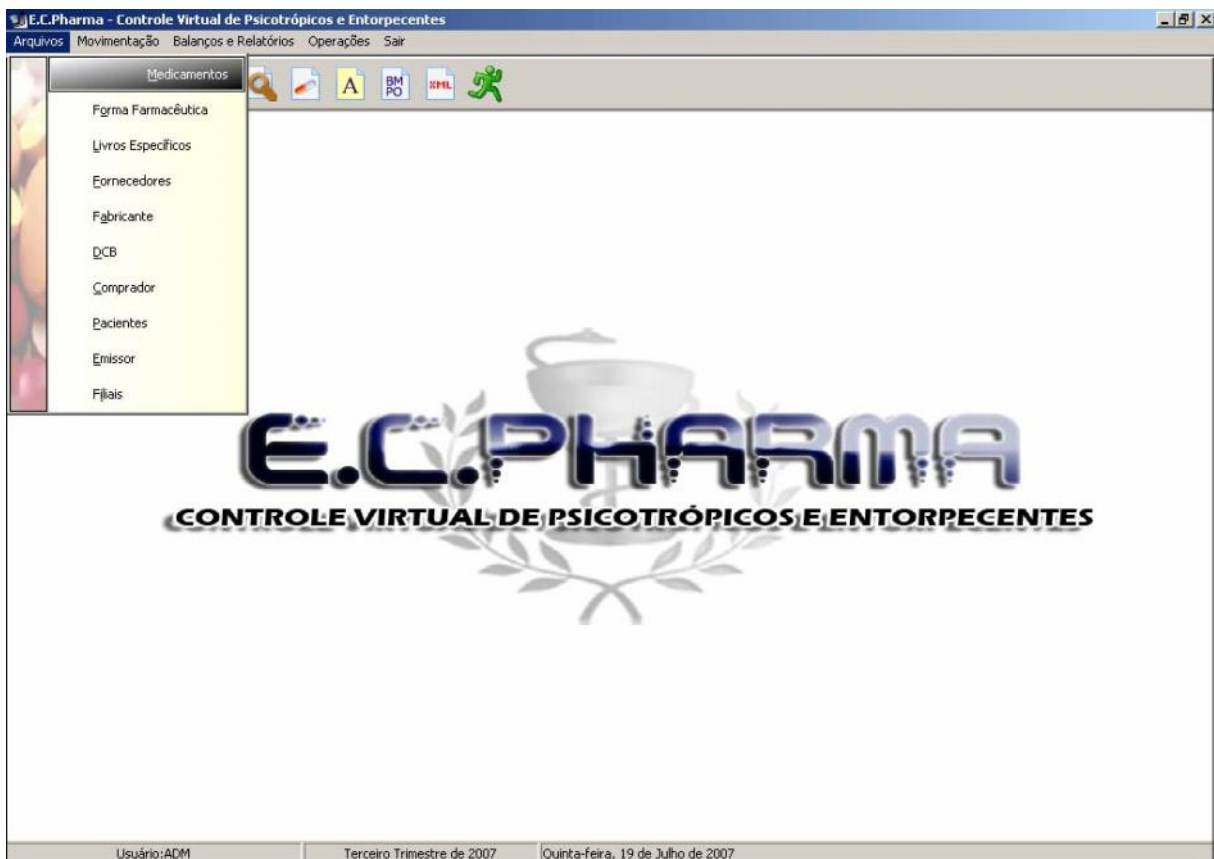 E.C.Pharma - Controle Virtual de Psicotrópicos e Entorpecentes
Arquivos Movimentação Balanços e Relatórios Operações Sair
Medicamentos
A
BM
PO
XML
Forma Farmacêutica
Livros Específicos
Fornecedores
Fabricante
DCB
Comprador
Pacientes
Emissor
Filiais
E.C.PHARMA
CONTROLE VIRTUAL DE PSICOTRÓPICOS E ENTORPECENTES
Usuário:ADM Terceiro Trimestre de 2007 Quinta-feira, 19 de Julho de 2007